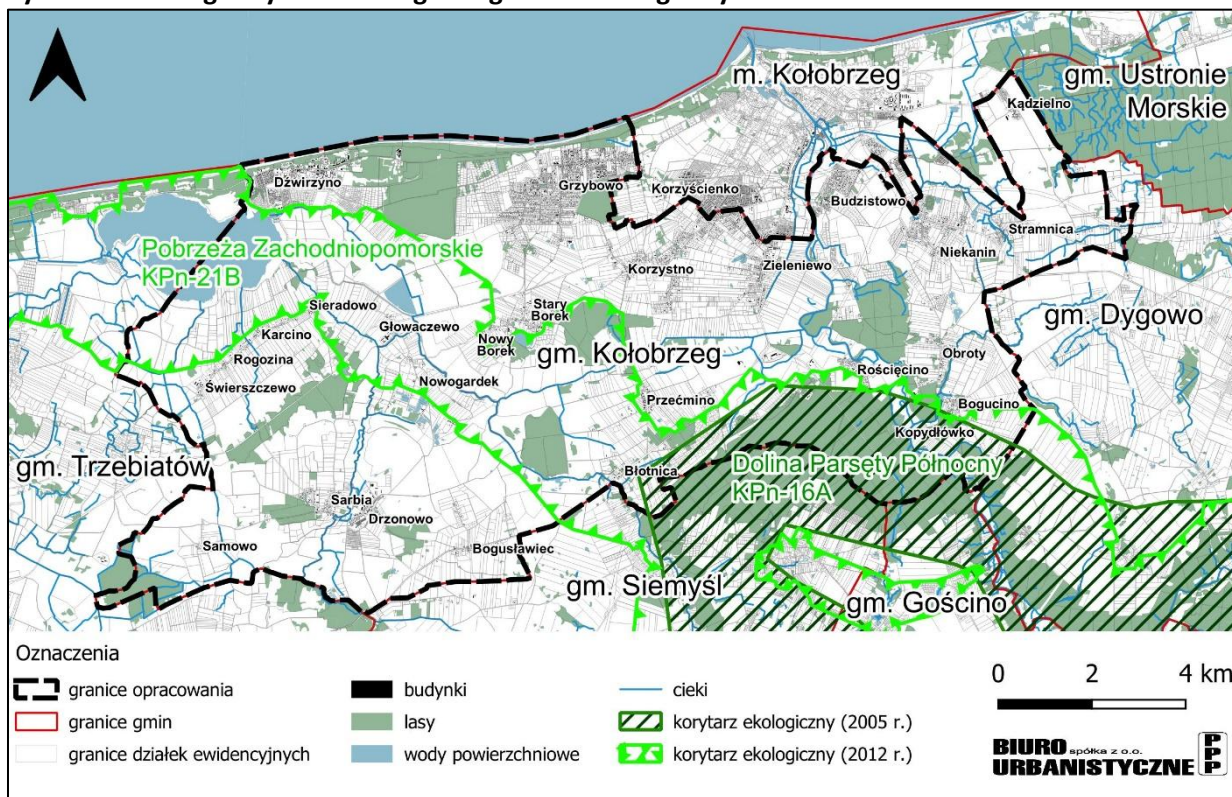 m. Kołobrzeg
gm. Ustronie
Morskie
Kądzielno
Dźwirzyno
Grzybowo
Korzyścienko
Budzistowo
Stramnica
Pobrzeża Zachodniopomorskie
KPn-21B
Korzystno
Zieleniewo
Niekanin
Sieradowo
Stary
Borek
Głowaczewo
Nowy
Borek
gm. Kołobrzeg
gm. Dygowo
Karcino
Rogozina
Obroty
Świerszczewo
Nowogardek
Rościęcino
Przećmino
Bogucino
Kopydłówko
gm. Trzebiatów
Błotnica
Dolina Parsęty Północny
KPn-16A
Sarbia
Drzonowo
Samowo
Bogusławiec
gm. Siemyśl
gm. Gościno
Oznaczenia
granice opracowania
granice gmin
granice działek ewidencyjnych
budynki
lasy
wody powierzchniowe
cieki
korytarz ekologiczny (2005 r.)
korytarz ekologiczny (2012 r.)
0 2 4 km
BIURO spółka z o.o.
URBANISTYCZNE
PPP